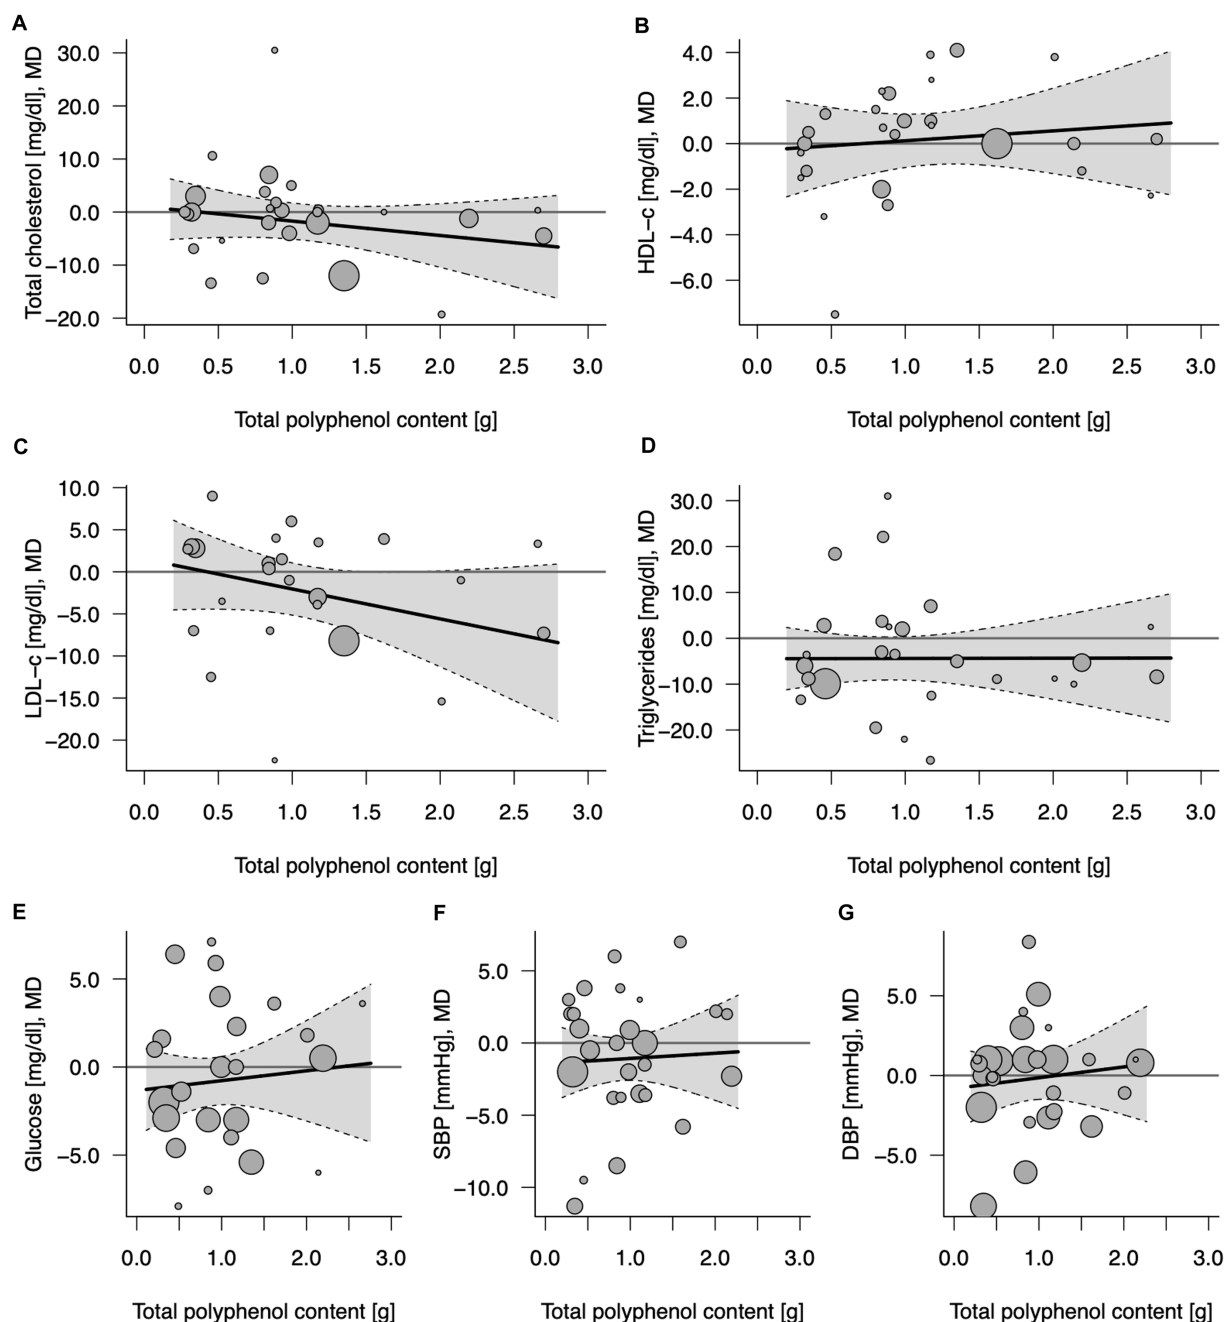 A
Total cholesterol [mg/dl], MD
30.0
20.0
10.0
0.0
−10.0
−20.0
0.0 0.5 1.0 1.5 2.0 2.5 3.0
Total polyphenol content [g]
B
HDL−c [mg/dl], MD
4.0
2.0
0.0
−2.0
−4.0
−6.0
0.0 0.5 1.0 1.5 2.0 2.5 3.0
Total polyphenol content [g]
C
LDL−c [mg/dl], MD
10.0
5.0
0.0
−5.0
−10.0
−15.0
−20.0
0.0 0.5 1.0 1.5 2.0 2.5 3.0
Total polyphenol content [g]
D
Triglycerides [mg/dl], MD
30.0
20.0
10.0
0.0
−10.0
−20.0
0.0 0.5 1.0 1.5 2.0 2.5 3.0
Total polyphenol content [g]
E
Glucose [mg/dl], MD
5.0
0.0
−5.0
0.0 1.0 2.0 3.0
Total polyphenol content [g]
F
SBP [mmHg], MD
5.0
0.0
−5.0
−10.0
0.0 1.0 2.0 3.0
Total polyphenol content [g]
G
DBP [mmHg], MD
5.0
0.0
−5.0
0.0 1.0 2.0 3.0
Total polyphenol content [g]